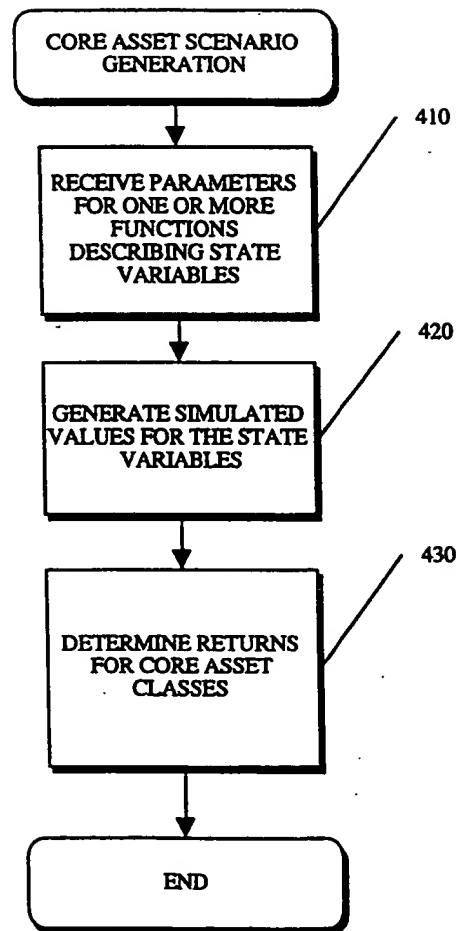 CORE ASSET SCENARIO
GENERATION
410
RECEIVE PARAMETERS
FOR ONE OR MORE
FUNCTIONS
DESCRIBING STATE
VARIABLES
420
GENERATE SIMULATED
VALUES FOR THE STATE
VARIABLES
430
DETERMINE RETURNS
FOR CORE ASSET
CLASSES
END